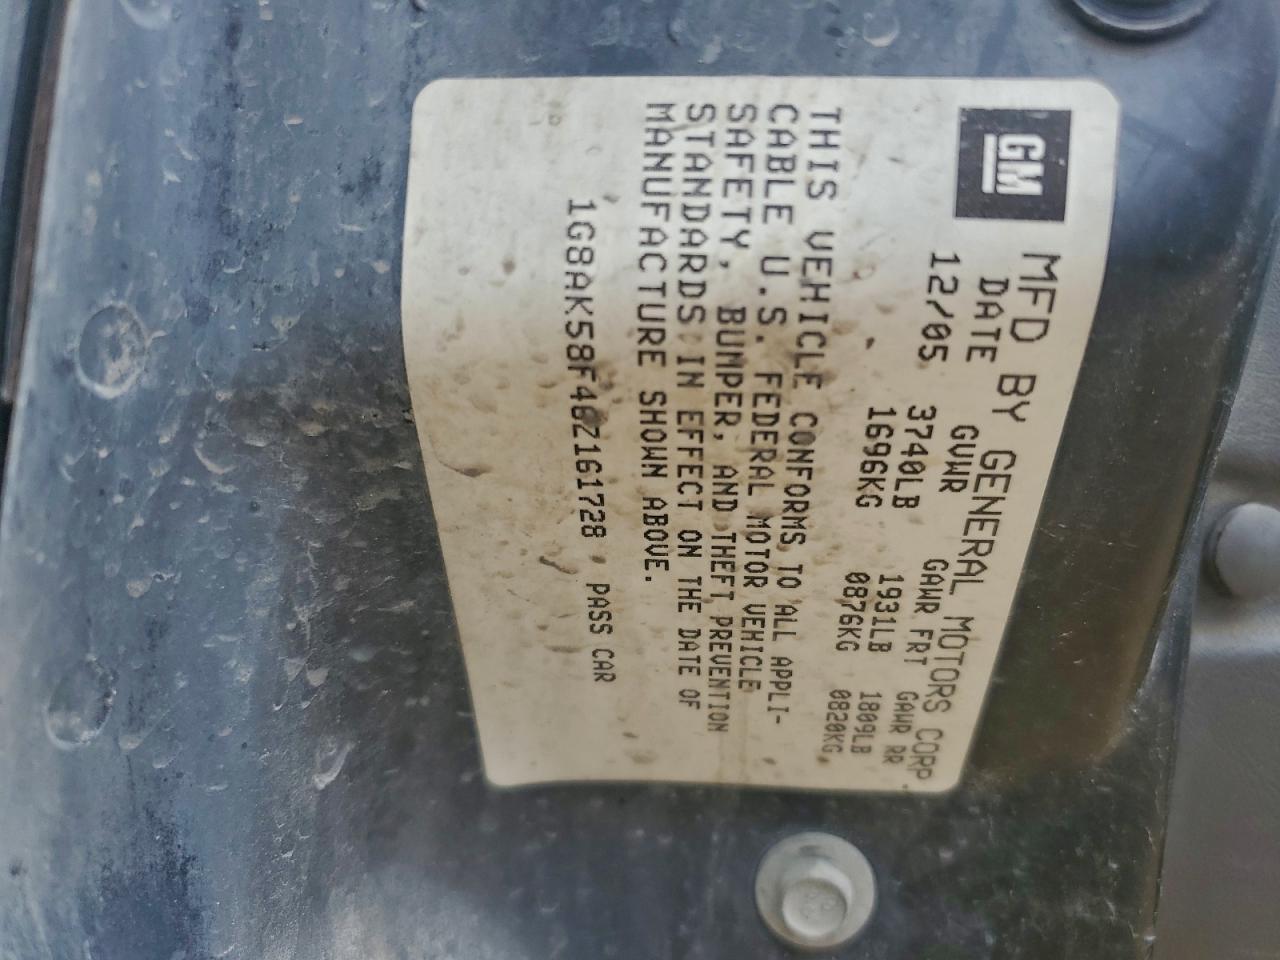 GM
MFD BY GENERAL MOTORS CORP
DATE GVWR GAWR FRT GAWR RR
12/05 3740LB 1931LB 1809LB
1696KG 0876KG 0820KG
THIS VEHICLE CONFORMS TO ALL APPLI-
CABLE U.S. FEDERAL MOTOR VEHICLE
SAFETY, BUMPER, AND THEFT PREVENTION
STANDARDS IN EFFECT ON THE DATE OF
MANUFACTURE SHOWN ABOVE.
1G8AK58F46Z161728 PASS CAR